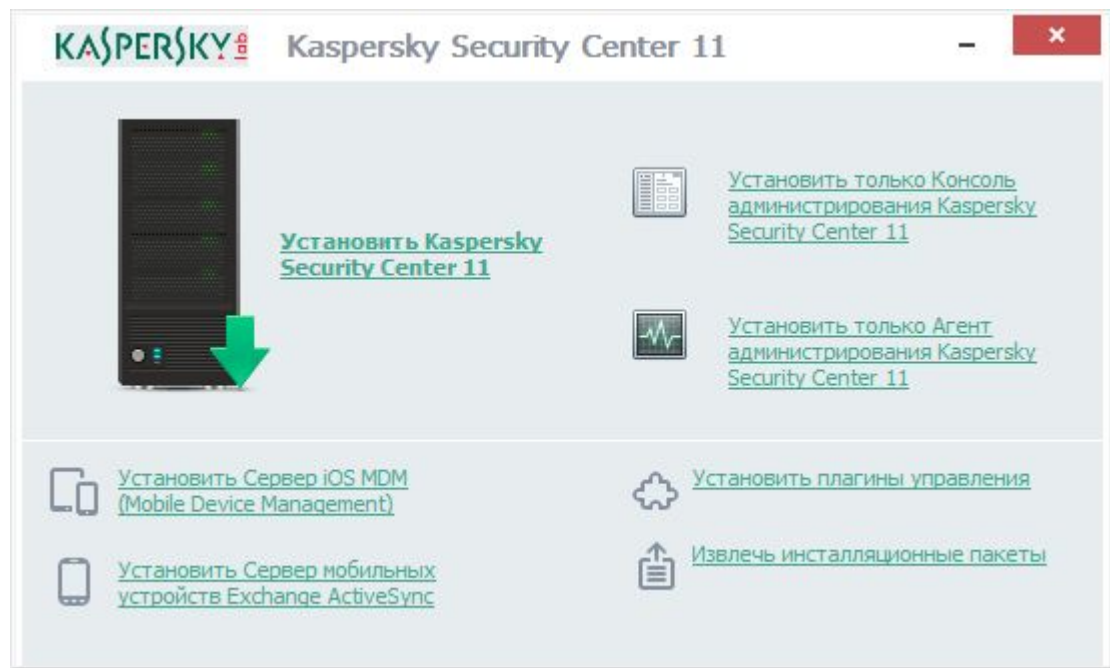 KASPERSKY lab
Kaspersky Security Center 11
Установить Kaspersky
Security Center 11
Установить только Консоль
администрирования Kaspersky
Security Center 11
Установить только Агент
администрирования Kaspersky
Security Center 11
Установить Сервер iOS MDM
(Mobile Device Management)
Установить Сервер мобильных
устройств Exchange ActiveSync
Установить плагины управления
Извлечь инсталляционные пакеты